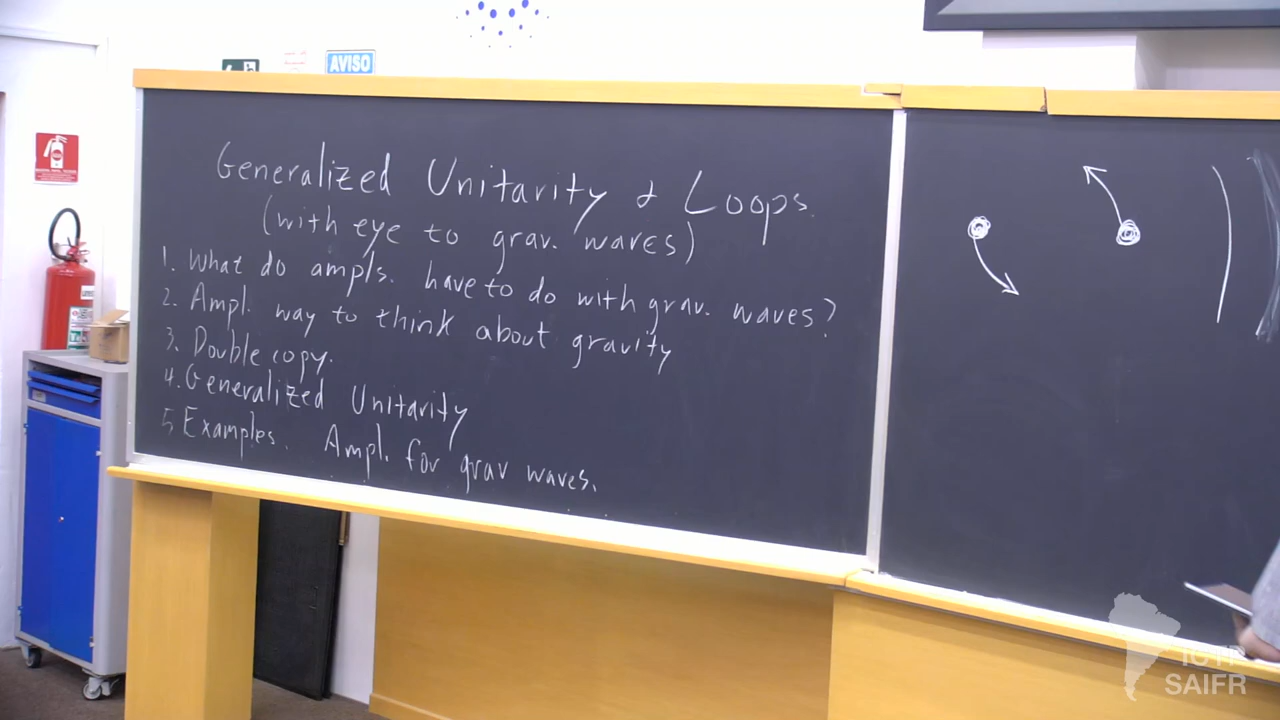 AVISO
Generalized Unitarity & Loops.
(with eye to grav. waves)
1. What do ampls. have to do with grav. waves?
2. Ampl. way to think about gravity
3. Double copy.
4. Generalized Unitarity
5 Examples. Ampl. for grav waves.
ICTP
SAIFR